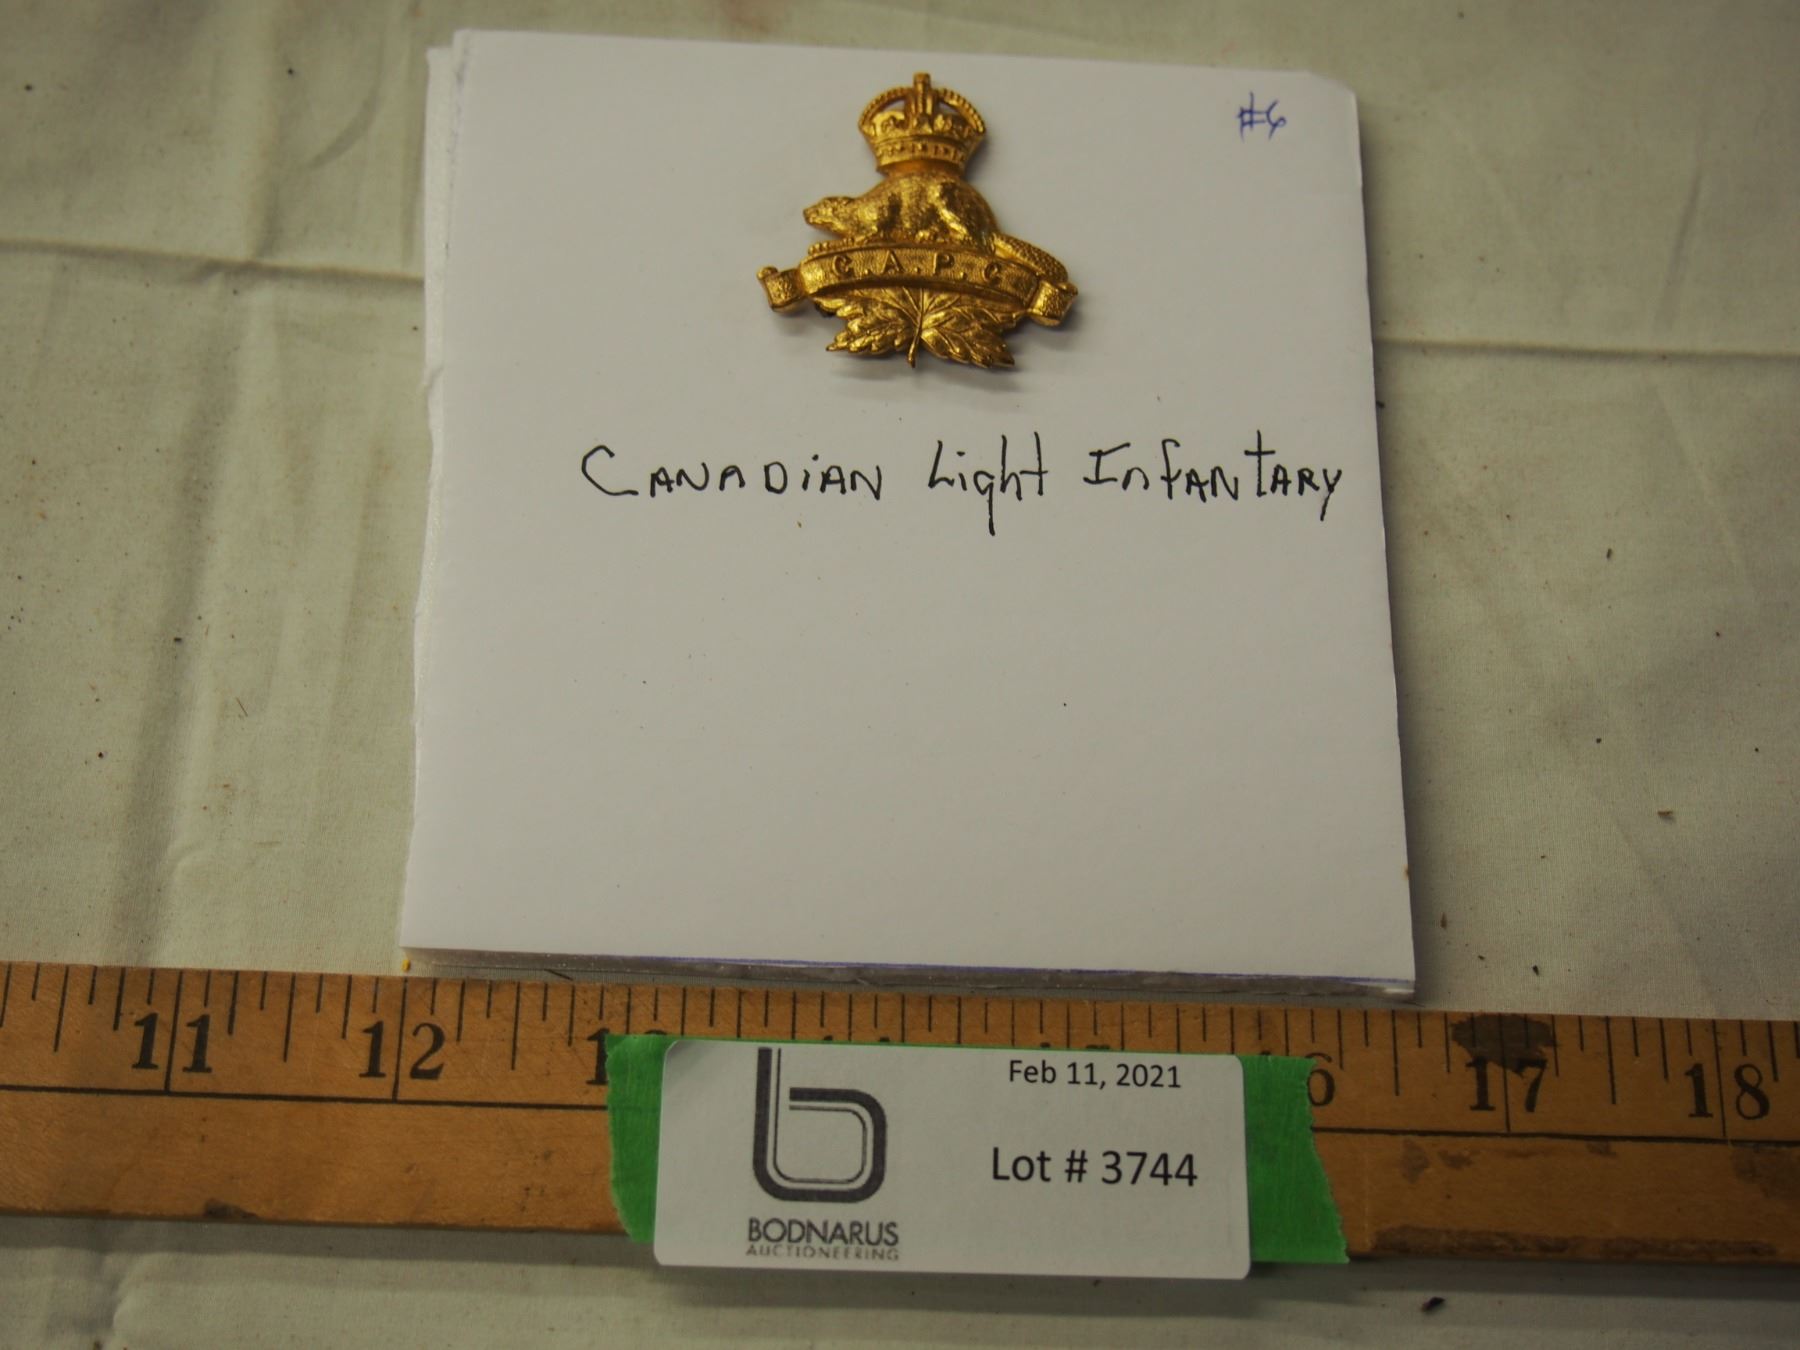 #6
C.A.P.C
CANADiAN Light InfANTARY
11 12 16 17 18
Feb 11, 2021
Lot # 3744
BODNARUS
AUCTIONEERING